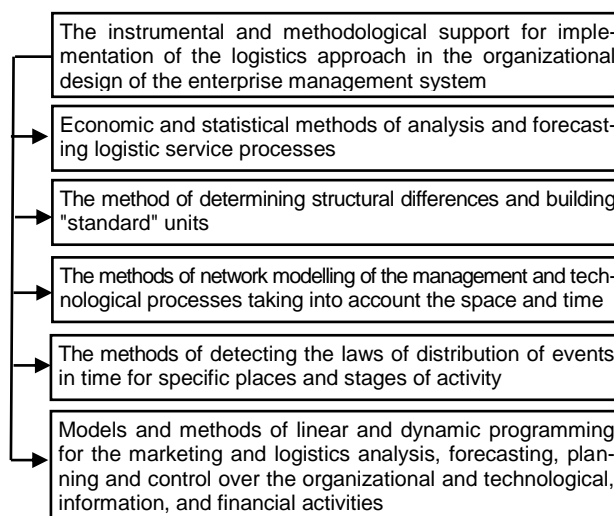 The instrumental and methodological support for imple-
mentation of the logistics approach in the organizational
design of the enterprise management system
Economic and statistical methods of analysis and forecast-
ing logistic service processes
The method of determining structural differences and building
"standard" units
The methods of network modelling of the management and tech-
nological processes taking into account the space and time
The methods of detecting the laws of distribution of events
in time for specific places and stages of activity
Models and methods of linear and dynamic programming
for the marketing and logistics analysis, forecasting, plan-
ning and control over the organizational and technological,
information, and financial activities